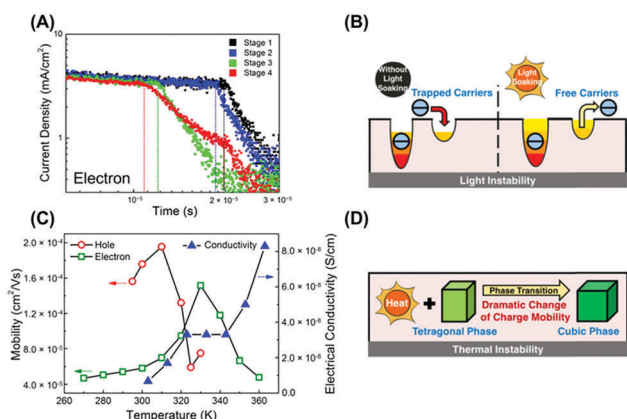 (A)
Current Density (mA/cm²)
10
1
Stage 1
Stage 2
Stage 3
Stage 4
Electron
10⁻⁵
2 × 10⁻⁵
3 × 10⁻⁵
Time (s)
(B)
Without
Light
Soaking
Light
Soaking
Trapped Carriers
Free Carriers
Light Instability
(C)
Mobility (cm²/Vs)
2.0 × 10⁻⁴
1.6 × 10⁻⁴
1.2 × 10⁻⁴
8.0 × 10⁻⁵
4.0 × 10⁻⁵
Hole
Electron
Conductivity
8.0 × 10⁻⁸
6.0 × 10⁻⁸
4.0 × 10⁻⁸
2.0 × 10⁻⁸
0.0
Electrical Conductivity (S/cm)
260 280 300 320 340 360
Temperature (K)
(D)
Heat
+
Phase Transition
Dramatic Change
of Charge Mobility
Tetragonal Phase
Cubic Phase
Thermal Instability